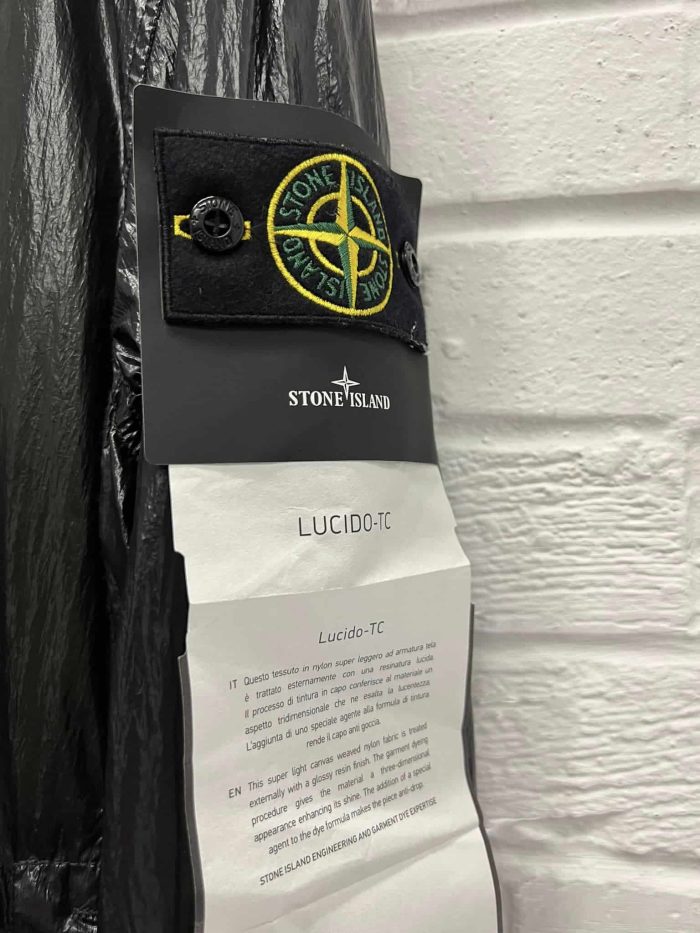 STONE ISLAND
STONE ISLAND
STONE
STONE ISLAND
LUCIDO-TC
Lucido-TC
IT Questo tessuto in nylon super leggero ad armatura tela
è trattato esternamente con una resinatura lucida.
Il processo di tintura in capo conferisce al materiale un
aspetto tridimensionale che ne esalta la lucentezza.
L'aggiunta di uno speciale agente alla formula di tintura
rende il capo anti goccia.
EN This super light canvas weaved nylon fabric is treated
externally with a glossy resin finish. The garment dyeing
procedure gives the material a three-dimensional
appearance enhancing its shine. The addition of a special
agent to the dye formula makes the piece anti-drop.
STONE ISLAND ENGINEERING AND GARMENT DYE EXPERTISE